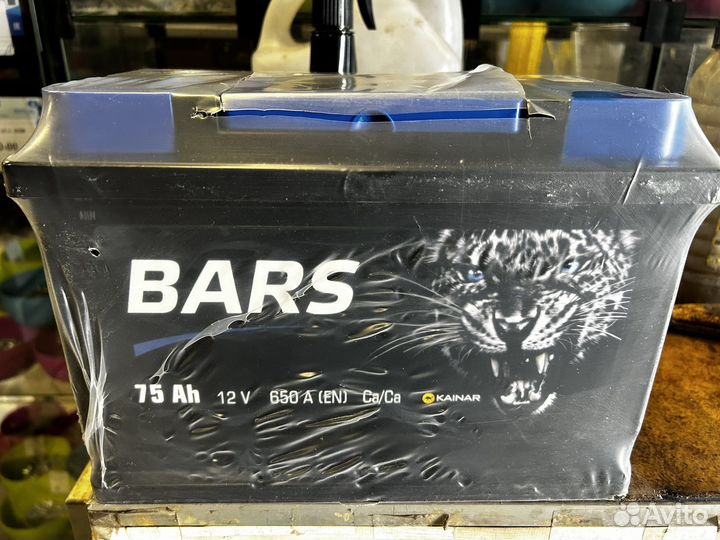 BARS
75 Ah 12 V 650 A (EN) Ca/Ca KAINAR
Avito